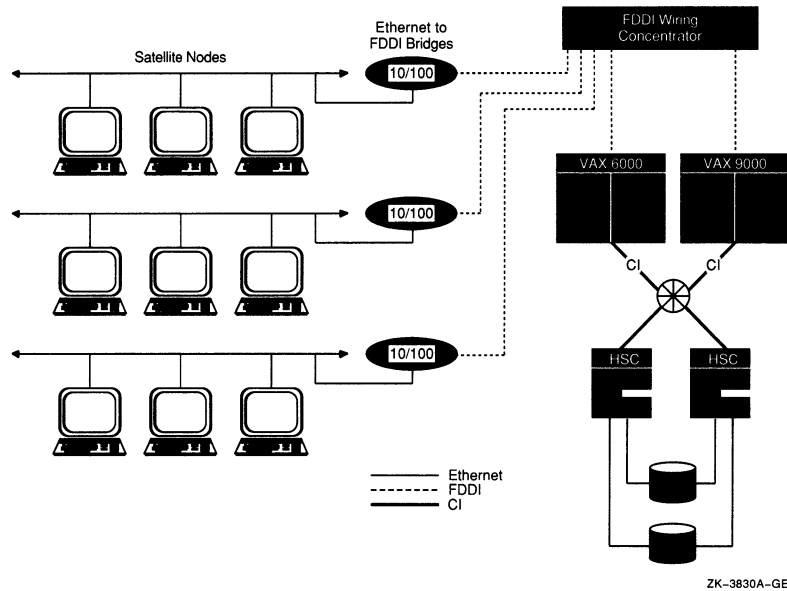 Ethernet to
FDDI Bridges
FDDI Wiring
Concentrator
Satellite Nodes
10/100
VAX 6000
VAX 9000
10/100
CI
CI
10/100
HSC
HSC
Ethernet
FDDI
CI
ZK–3830A–GE